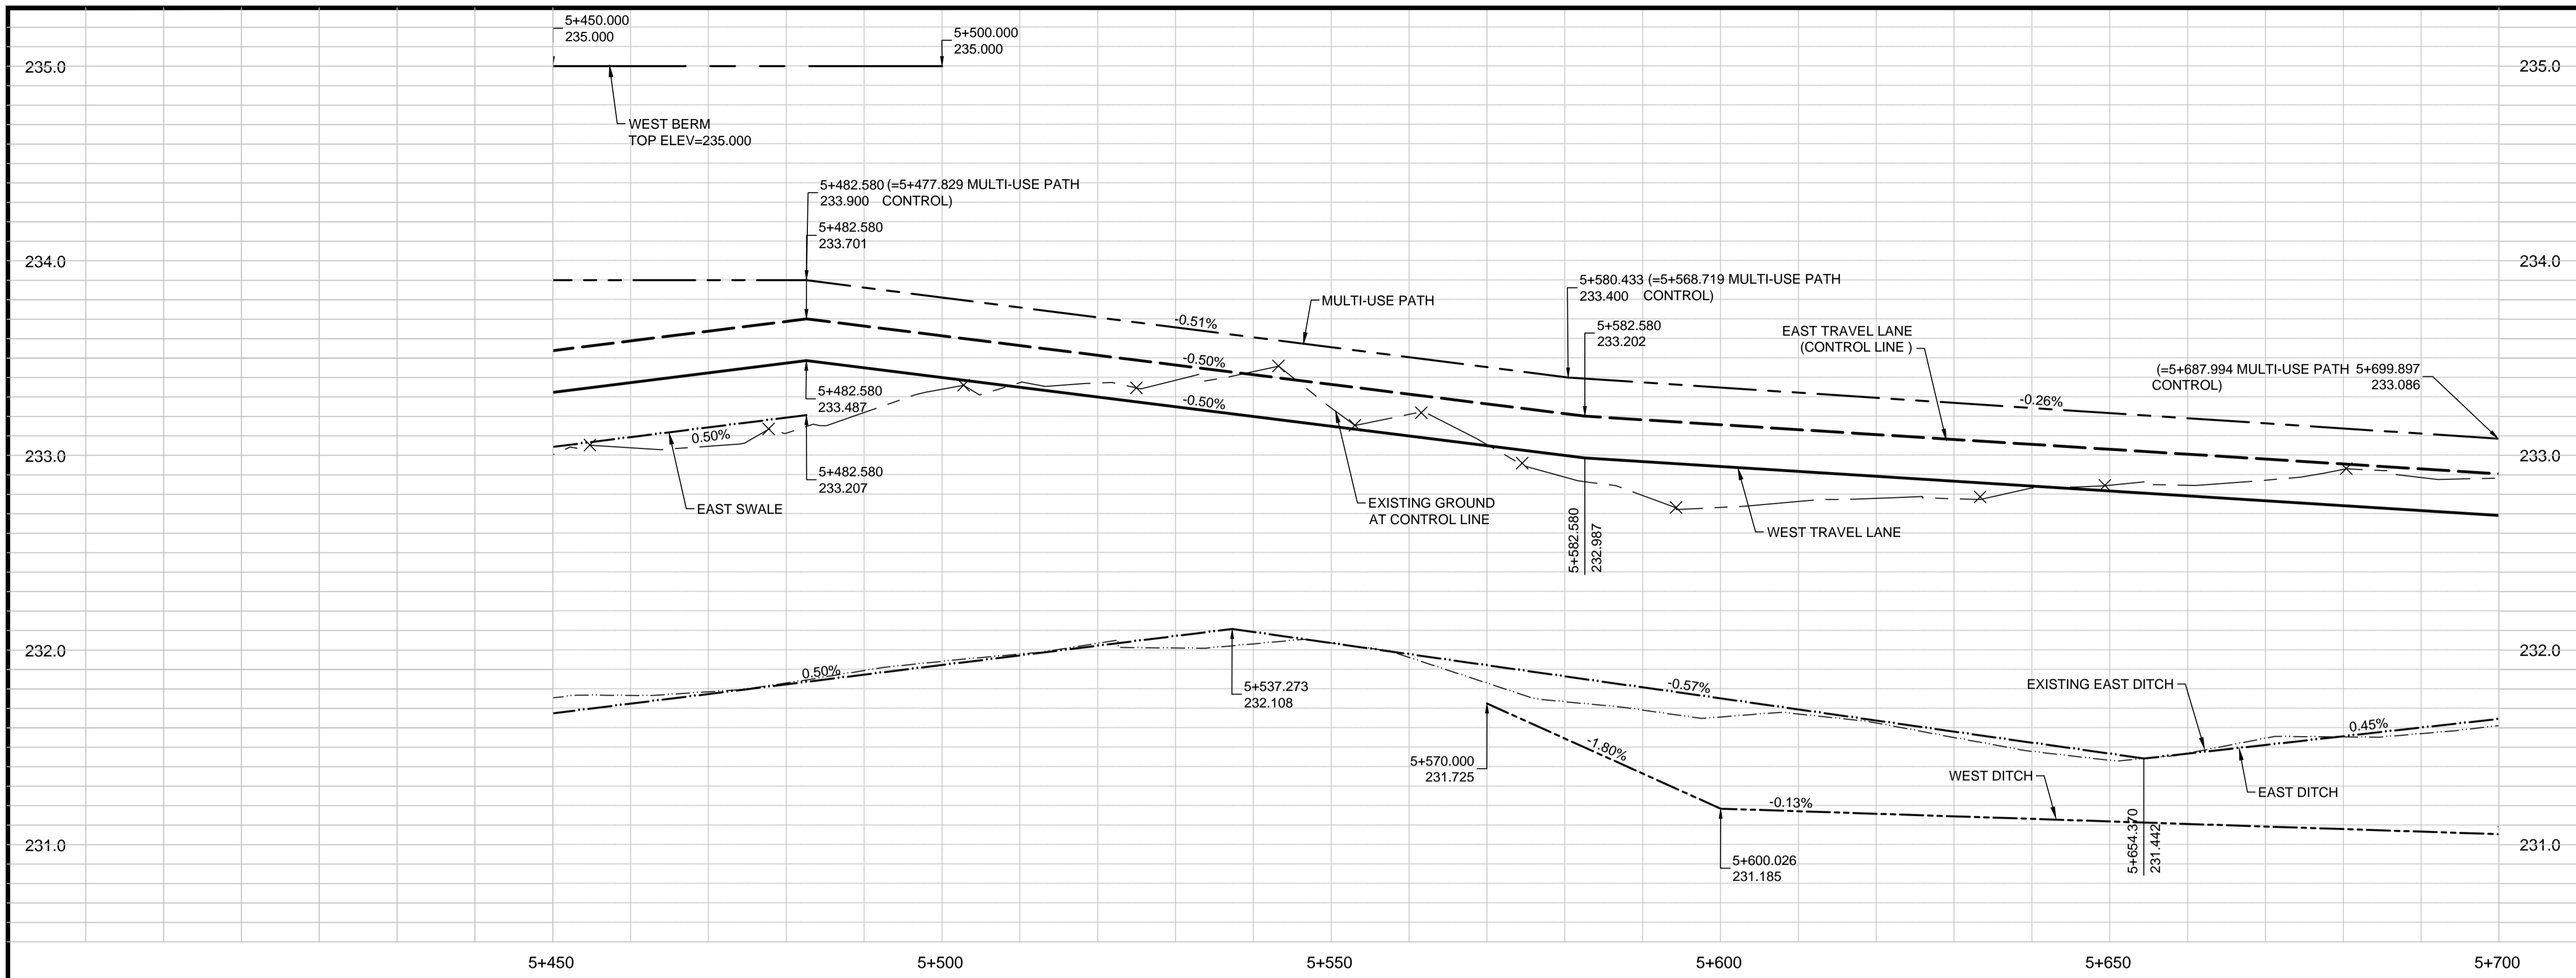 5+450.000
235.000
5+500.000
235.000
235.0
235.0
WEST BERM
TOP ELEV=235.000
5+482.580 (=5+477.829 MULTI-USE PATH
233.900 CONTROL)
5+482.580
233.701
234.0
234.0
5+580.433 (=5+568.719 MULTI-USE PATH
233.400 CONTROL)
MULTI-USE PATH
-0.51%
5+582.580
233.202
EAST TRAVEL LANE
(CONTROL LINE )
(=5+687.994 MULTI-USE PATH 5+699.897
CONTROL) 233.086
-0.50%
5+482.580
233.487
-0.50%
-0.26%
0.50%
233.0
233.0
5+482.580
233.207
EAST SWALE
EXISTING GROUND
AT CONTROL LINE
5+582.580
232.987
WEST TRAVEL LANE
232.0
232.0
0.50%
5+537.273
232.108
-0.57%
EXISTING EAST DITCH
0.45%
-1.80%
5+570.000
231.725
WEST DITCH
EAST DITCH
-0.13%
5+654.370
231.442
231.0
231.0
5+600.026
231.185
5+450
5+500
5+550
5+600
5+650
5+700